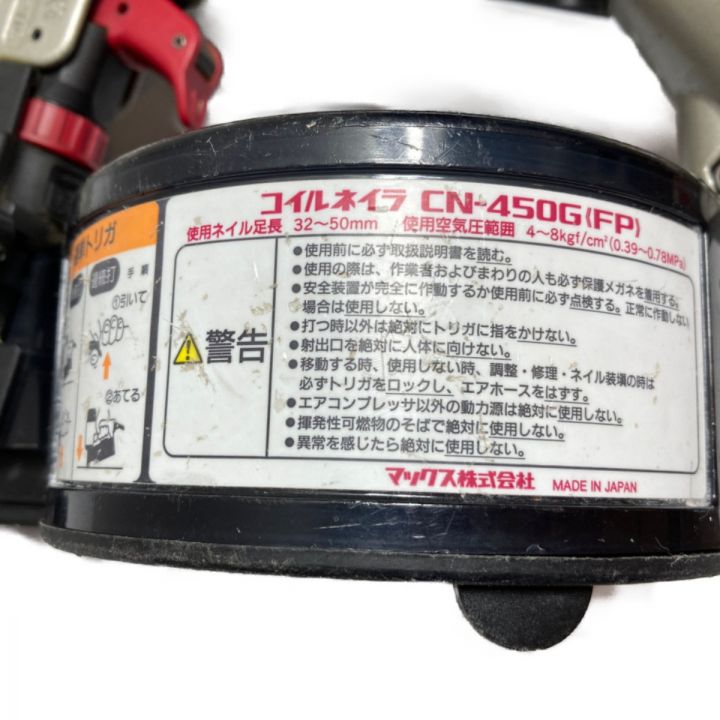 コイルネイラ CN-450G(FP)
使用ネイル足長 32～50mm 使用空気圧範囲 4～8kgf/cm²(0.39～0.78MPa)
警告
●使用前に必ず取扱説明書を読む。
●使用の際は、作業者およびまわりの人も必ず保護メガネを着用する。
●安全装置が完全に作動するか使用前に必ず点検する。正常に作動しない
場合は使用しない。
●打つ時以外は絶対にトリガに指をかけない。
●射出口を絶対に人体に向けない。
●移動する時、使用しない時、調整・修理・ネイル装填の時は
必ずトリガをロックし、エアホースをはずす。
●エアコンプレッサ以外の動力源は絶対に使用しない。
●揮発性可燃物のそばで絶対に使用しない。
●異常を感じたら絶対に使用しない。
マックス株式会社 MADE IN JAPAN
トリガ
手順
①引いて
②あてる